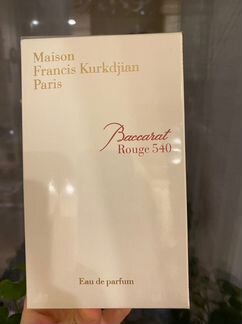 Maison
Francis Kurkdjian
Paris
Baccarat
Rouge 540
Eau de parfum